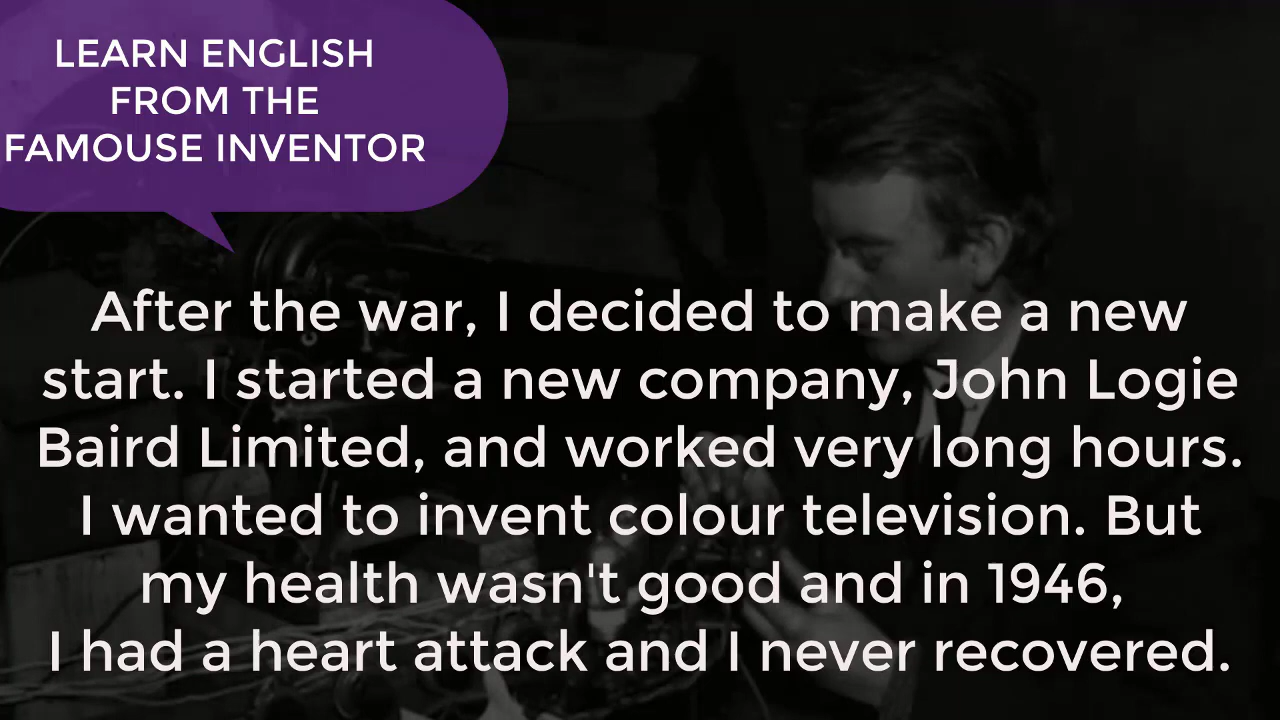 LEARN ENGLISH
FROM THE
FAMOUSE INVENTOR
After the war, I decided to make a new
start. I started a new company, John Logie
Baird Limited, and worked very long hours.
I wanted to invent colour television. But
my health wasn't good and in 1946,
I had a heart attack and I never recovered.